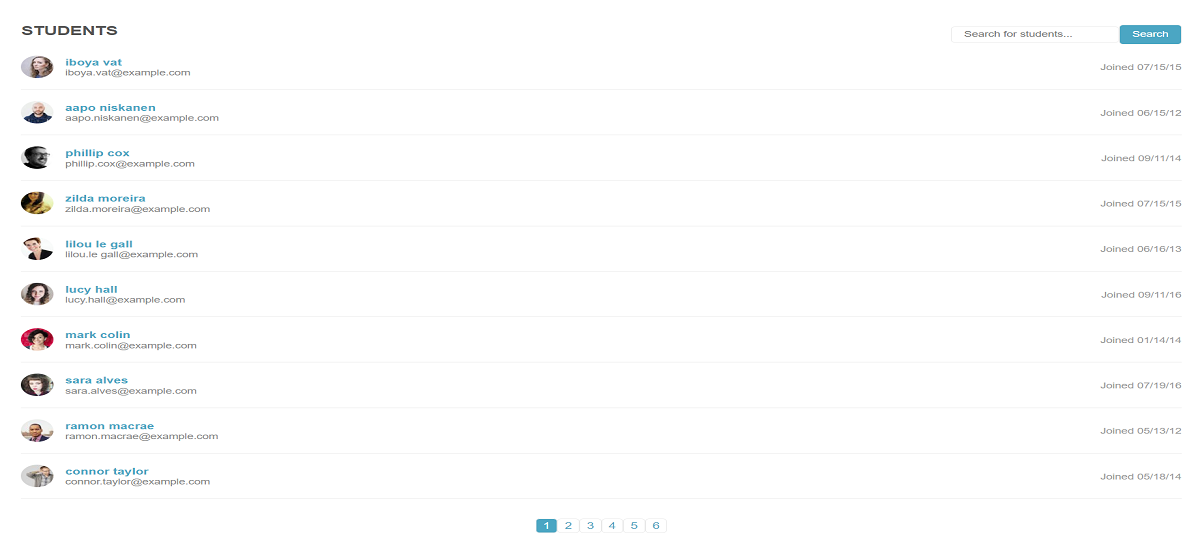 STUDENTS
Search for students...
Search
iboya vat
iboya.vat@example.com
Joined 07/15/15
aapo niskanen
aapo.niskanen@example.com
Joined 06/15/12
phillip cox
phillip.cox@example.com
Joined 09/11/14
zilda moreira
zilda.moreira@example.com
Joined 07/15/15
lilou le gall
lilou.le gall@example.com
Joined 06/16/13
lucy hall
lucy.hall@example.com
Joined 09/11/16
mark colin
mark.colin@example.com
Joined 01/14/14
sara alves
sara.alves@example.com
Joined 07/19/16
ramon macrae
ramon.macrae@example.com
Joined 05/13/12
connor taylor
connor.taylor@example.com
Joined 05/18/14
1 2 3 4 5 6